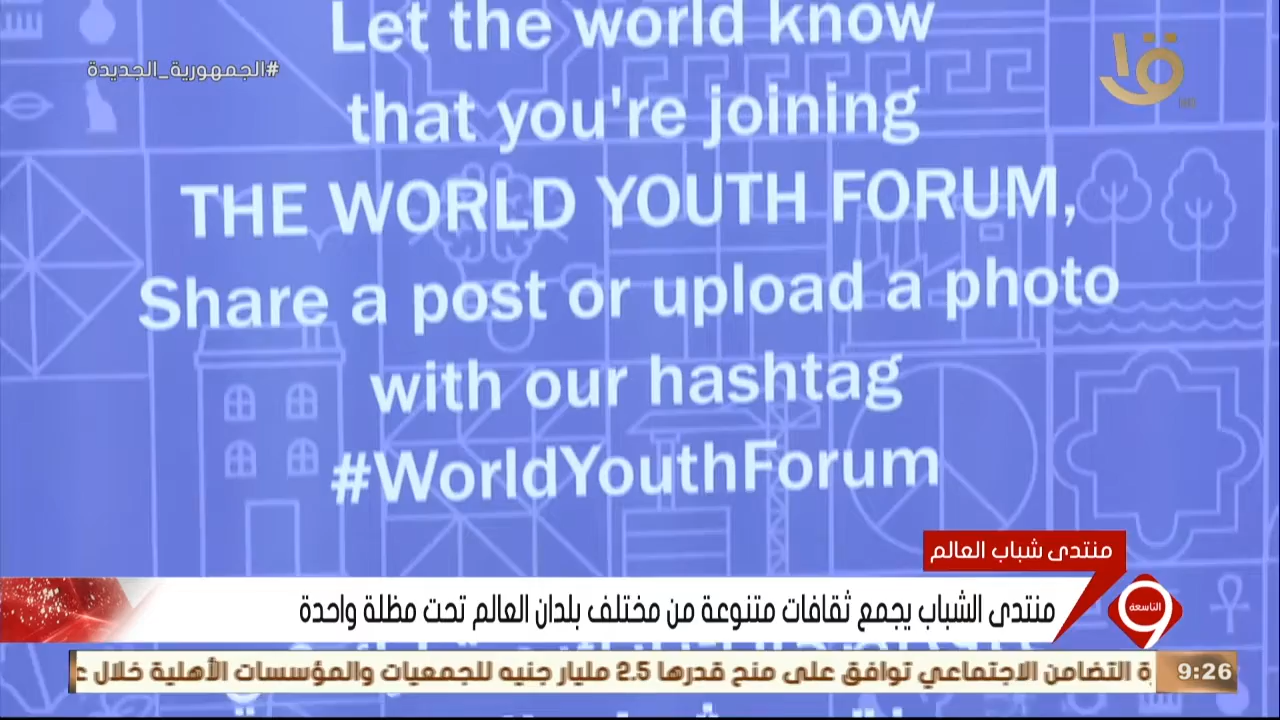 Let the world know
#الجمهورية_الجديدة
that you're joining
THE WORLD YOUTH FORUM,
Share a post or upload a photo
with our hashtag
#WorldYouthForum
منتدى شباب العالم
التاسعة
منتدى الشباب يجمع ثقافات متنوعة من مختلف بلدان العالم تحت مظلة واحدة
9:26
التضامن الاجتماعي توافق على منح قدرها 2.5 مليار جنيه للجمعيات والمؤسسات الأهلية خلال